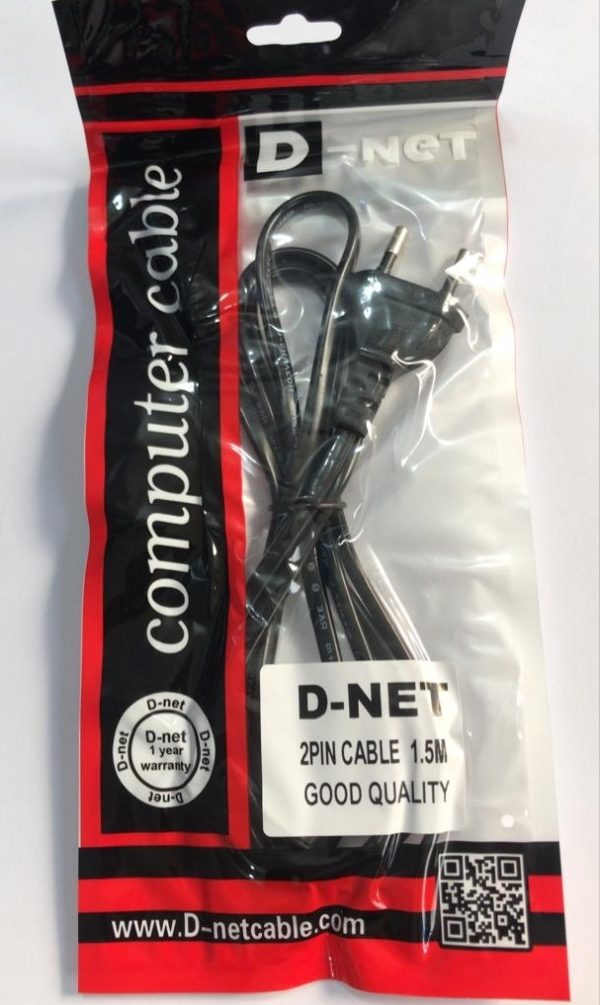 D-NET
computer cable
D-net
D-net
1 year
warranty
D-net
D-net
D-net
D-NET
2PIN CABLE 1.5M
GOOD QUALITY
www.D-netcable.com